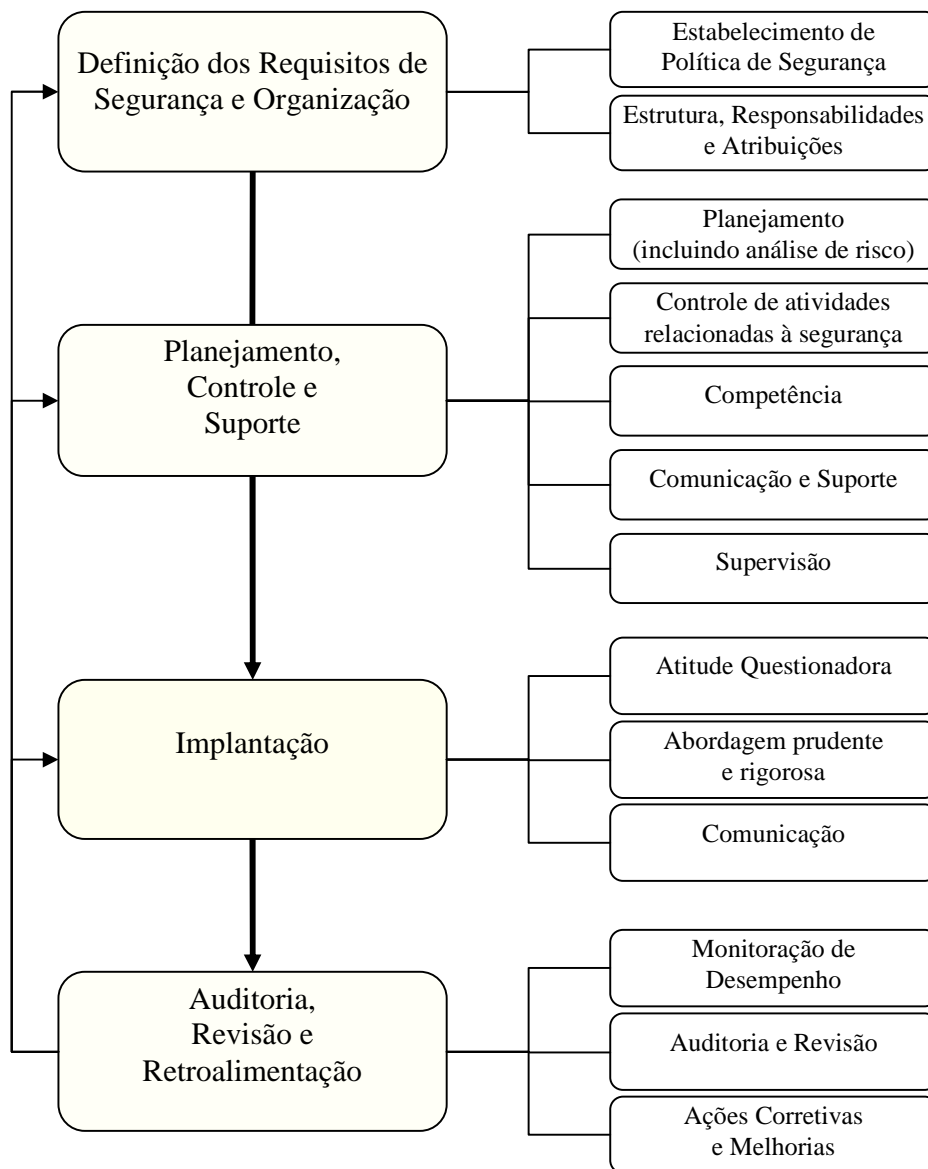 Definição dos Requisitos de
Segurança e Organização
Estabelecimento de
Política de Segurança
Estrutura, Responsabilidades
e Atribuições
Planejamento,
Controle e
Suporte
Planejamento
(incluindo análise de risco)
Controle de atividades
relacionadas à segurança
Competência
Comunicação e Suporte
Supervisão
Implantação
Atitude Questionadora
Abordagem prudente
e rigorosa
Comunicação
Auditoria,
Revisão e
Retroalimentação
Monitoração de
Desempenho
Auditoria e Revisão
Ações Corretivas
e Melhorias